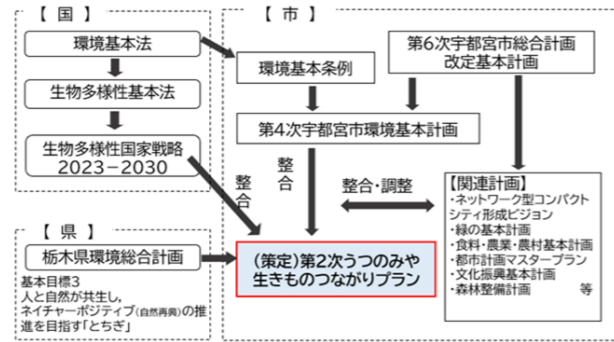 【 国 】
環境基本法
生物多様性基本法
生物多様性国家戦略
2023-2030
整合
【 県 】
栃木県環境総合計画
基本目標3
人と自然が共生し,
ネイチャーポジティブ(自然再興)の推
進を目指す「とちぎ」
【 市 】
環境基本条例
第6次宇都宮市総合計画
改定基本計画
第4次宇都宮市環境基本計画
整合
整合・調整
(策定)第2次うつのみや
生きものつながりプラン
【関連計画】
・ネットワーク型コンパクト
シティ形成ビジョン
・緑の基本計画
・食料・農業・農村基本計画
・都市計画マスタープラン
・文化振興基本計画
・森林整備計画 等